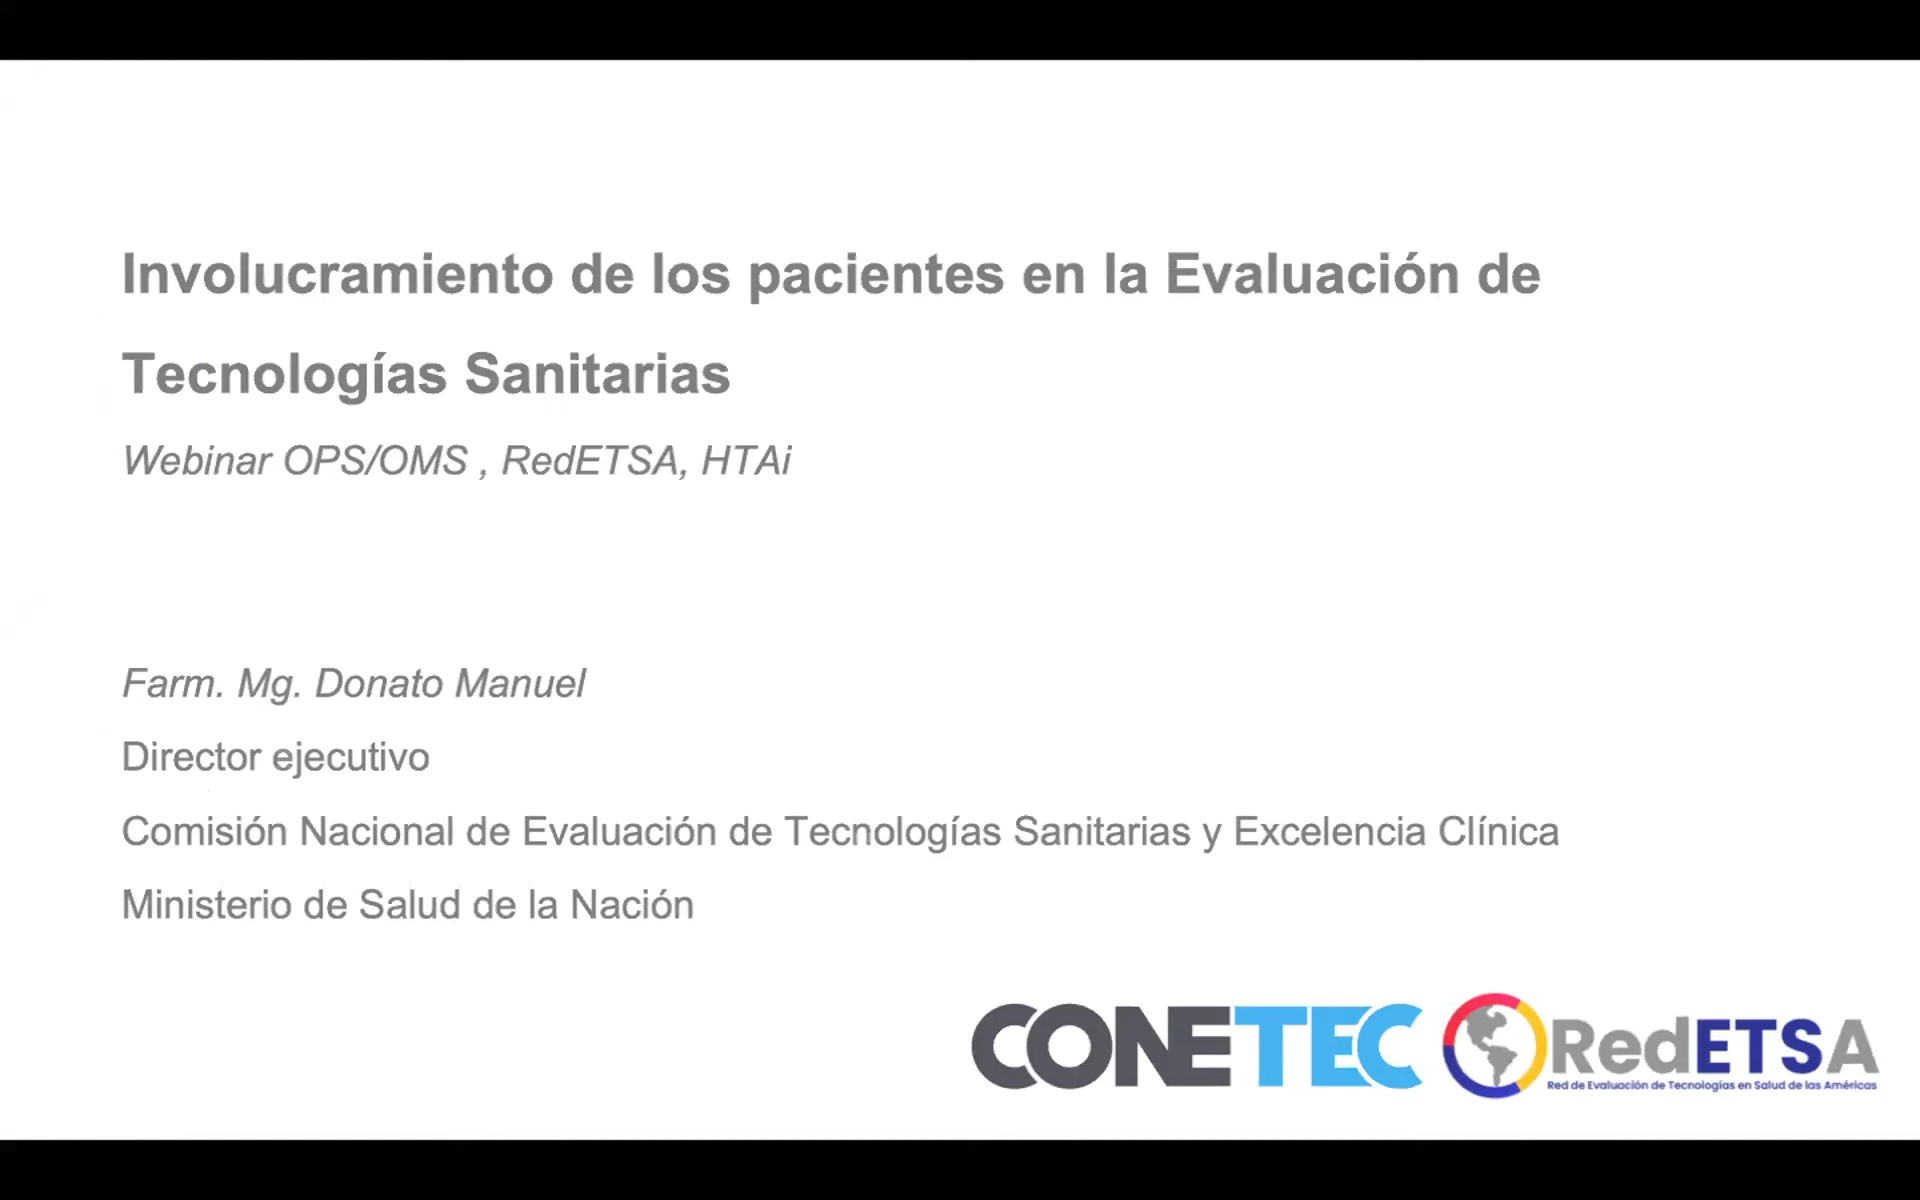 Involucramiento de los pacientes en la Evaluación de
Tecnologías Sanitarias
Webinar OPS/OMS , RedETSA, HTAi
Farm. Mg. Donato Manuel
Director ejecutivo
Comisión Nacional de Evaluación de Tecnologías Sanitarias y Excelencia Clínica
Ministerio de Salud de la Nación
CONETEC
RedETSA
Red de Evaluación de Tecnologías en Salud de las Américas